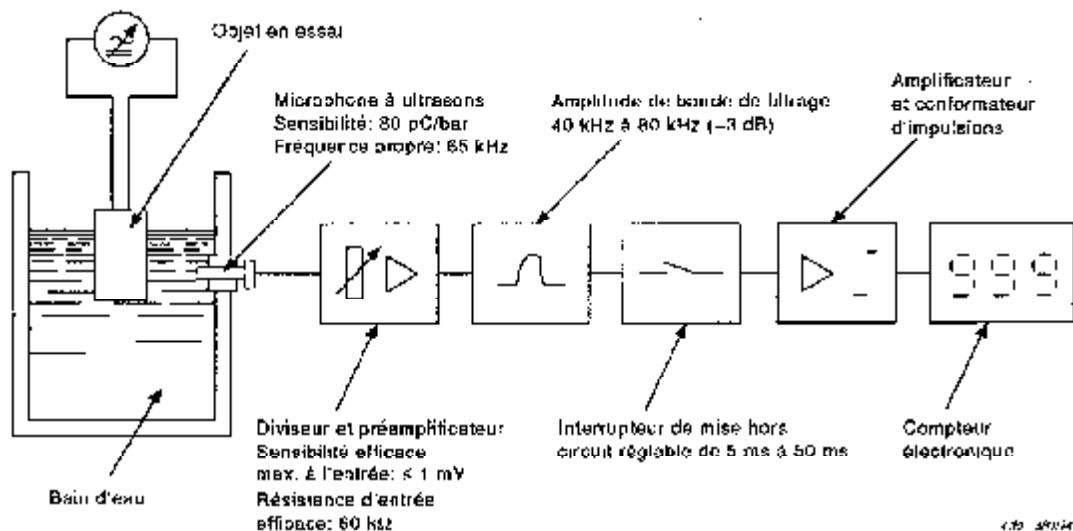 Objet en essai
Microphone à ultrasons
Sensibilité: 80 pC/bar
Fréquence propre: 65 kHz
Amplitude de bande de filtrage
40 kHz à 80 kHz (–3 dB)
Amplificateur
et conformateur
d'impulsions
Diviseur et préamplificateur
Sensibilité efficace
max. à l'entrée: ≤ 1 mV
Résistance d'entrée
efficace: 60 kΩ
Interrupteur de mise hors
circuit réglable de 5 ms à 50 ms
Compteur
électronique
Bain d'eau